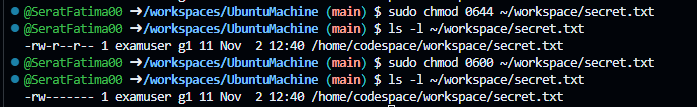 @SeratFatima00 ➜/workspaces/UbuntuMachine (main) $ sudo chmod 0644 ~/workspace/secret.txt
@SeratFatima00 ➜/workspaces/UbuntuMachine (main) $ ls -l ~/workspace/secret.txt
-rw-r--r-- 1 examuser g1 11 Nov  2 12:40 /home/codespace/workspace/secret.txt
@SeratFatima00 ➜/workspaces/UbuntuMachine (main) $ sudo chmod 0600 ~/workspace/secret.txt
@SeratFatima00 ➜/workspaces/UbuntuMachine (main) $ ls -l ~/workspace/secret.txt
-rw------- 1 examuser g1 11 Nov  2 12:40 /home/codespace/workspace/secret.txt